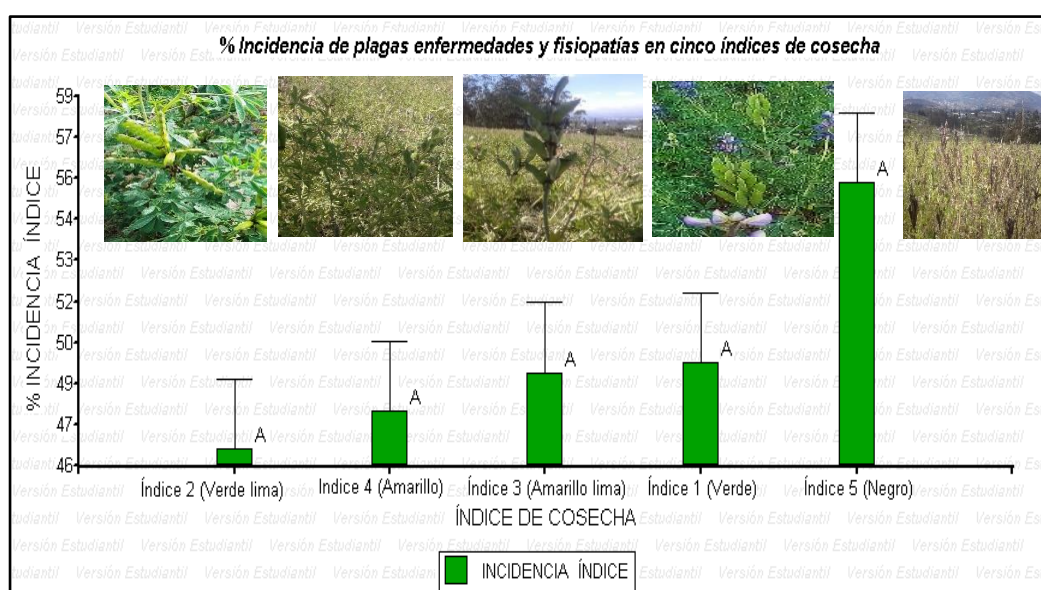 % Incidencia de plagas enfermedades y fisiopatías en cinco índices de cosecha
% INCIDENCIA ÍNDICE
59
57
56
54
53
52
50
49
47
46
A
A
A
A
A
Índice 2 (Verde lima)
Indice 4 (Amarillo)
Índice 3 (Amarillo lima)
Índice 1 (Verde)
Índice 5 (Negro)
ÍNDICE DE COSECHA
INCIDENCIA ÍNDICE
Versión Estudiantil